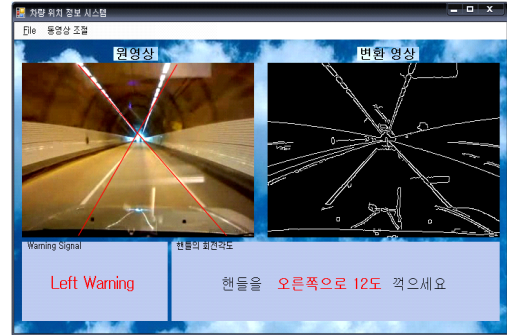 차량 위치 정보 시스템
File 동영상 조절
원영상
변환 영상
Warning Signal
Left Warning
핸들의 회전각도
핸들을 오른쪽으로 12도 꺽으세요